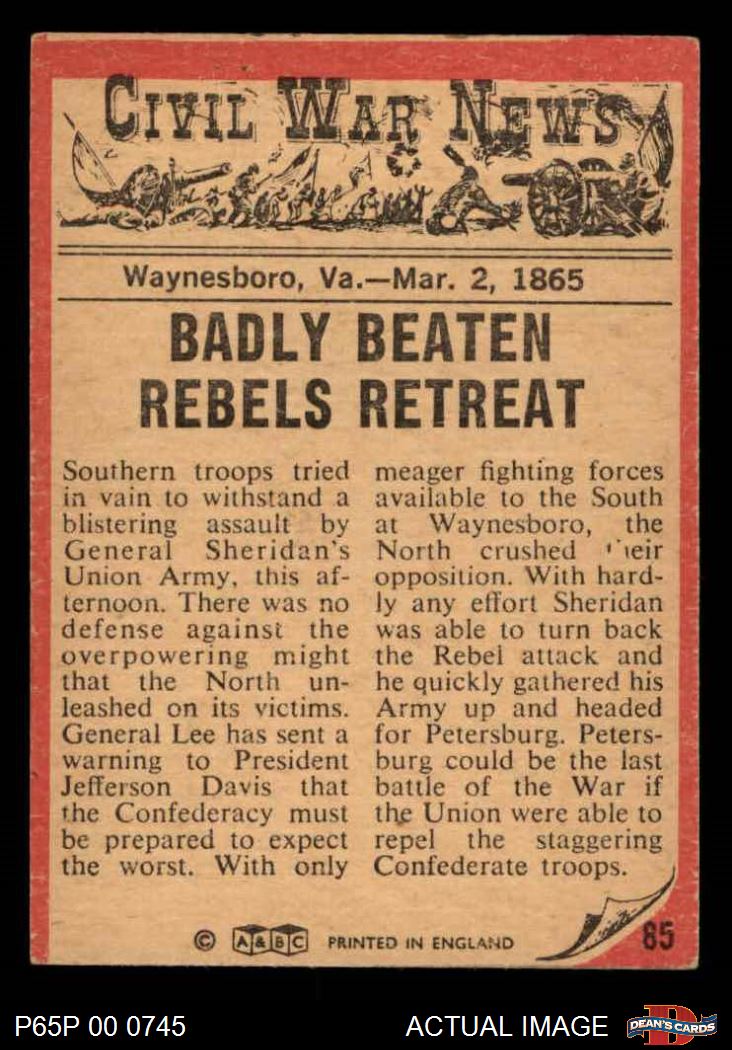 CIVIL WAR NEWS
Waynesboro, Va.—Mar. 2, 1865
BADLY BEATEN
REBELS RETREAT
Southern troops tried
in vain to withstand a
blistering assault by
General Sheridan's
Union Army, this af-
ternoon. There was no
defense against the
overpowering might
that the North un-
leashed on its victims.
General Lee has sent a
warning to President
Jefferson Davis that
the Confederacy must
be prepared to expect
the worst. With only
meager fighting forces
available to the South
at Waynesboro, the
North crushed their
opposition. With hard-
ly any effort Sheridan
was able to turn back
the Rebel attack and
he quickly gathered his
Army up and headed
for Petersburg. Peters-
burg could be the last
battle of the War if
the Union were able to
repel the staggering
Confederate troops.
© A&BC PRINTED IN ENGLAND
85
P65P 00 0745 ACTUAL IMAGE
D DEAN'S CARDS